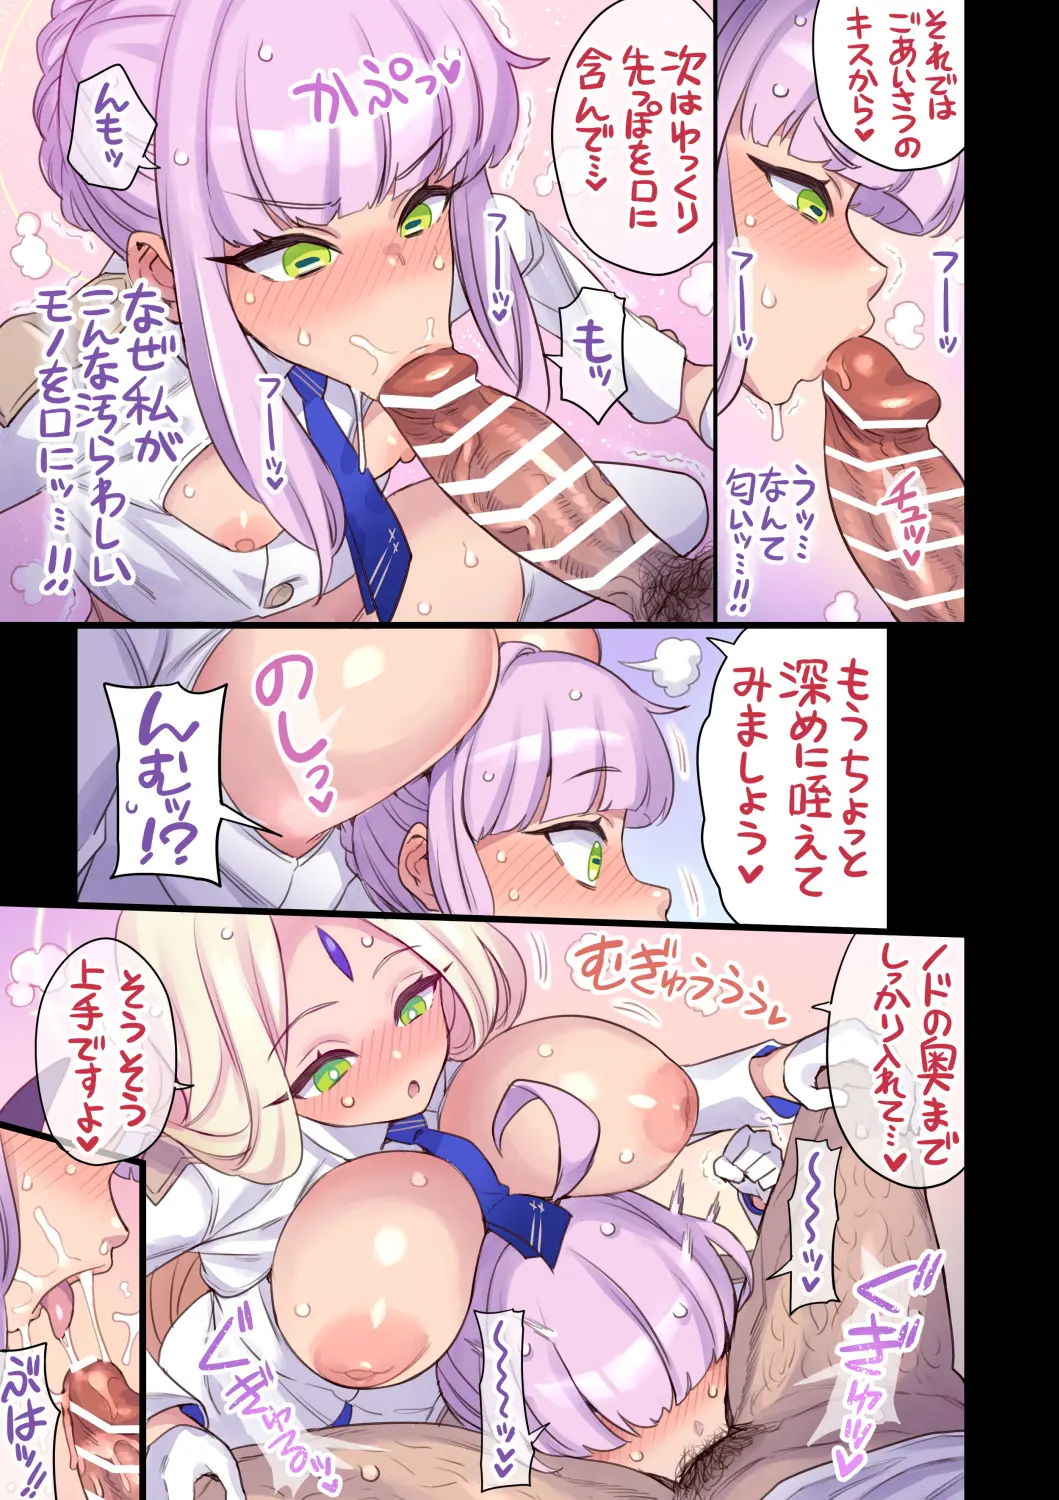 それでは
ごあいさつの
キスから♥
フーーッ
フーーッ
うッ…
なんて
匂いッ…!!
チュッ♥
次はゆっくり
先っぽを口に
含んで…♥
かぷっ♥
んもッ
フーーッ
フーーッ
もッ
なぜ私が
こんな汚らわしい
モノを口にッ…!!
もうちょっと
深めに咥えて
みましょう♥
のしっ♥
んむッ!?
ノドの奥まで
しっかり入れて…♥
むぎゅううぅ♥
そうそう
上手ですよ♥
〜〜〜ッ♥
〜〜〜ッ♥
ぐぎゅッ♥
ぐぎゅるッ♥
ぶはッ!!